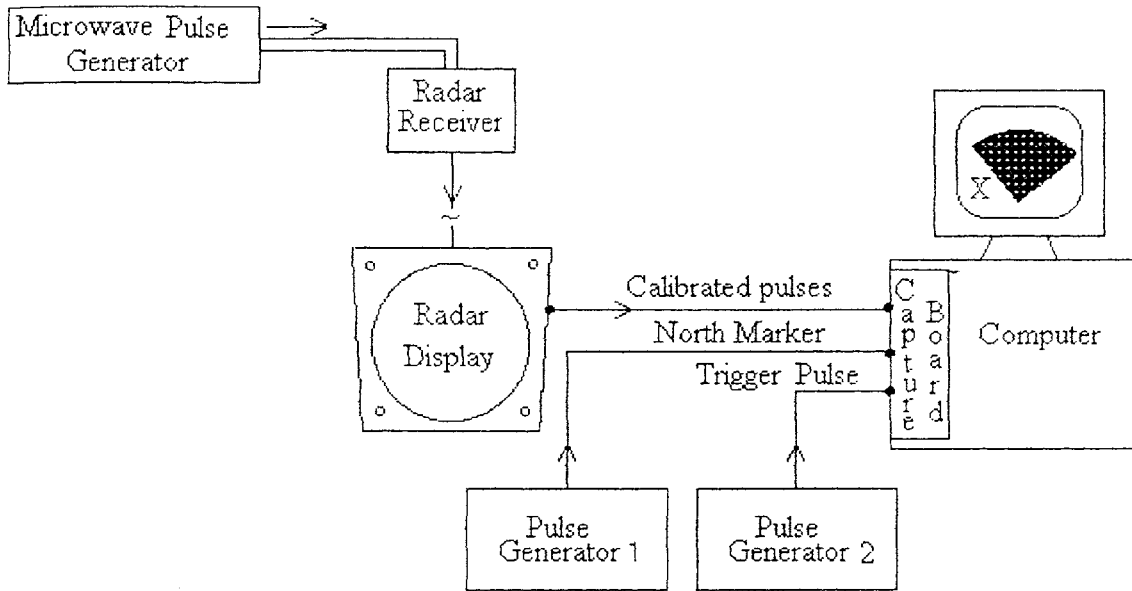 Microwave Pulse
Generator
Radar
Receiver
~
Radar
Display
Calibrated pulses
North Marker
Trigger Pulse
Capture
Board
Computer
X
Pulse
Generator 1
Pulse
Generator 2